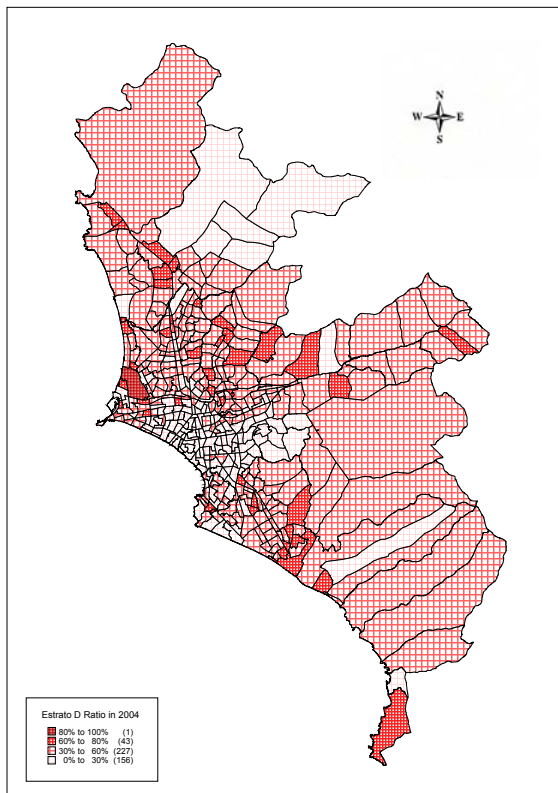 N
W E
S
Estrato D Ratio in 2004
80% to 100% (1)
60% to 80% (43)
30% to 60% (227)
0% to 30% (156)